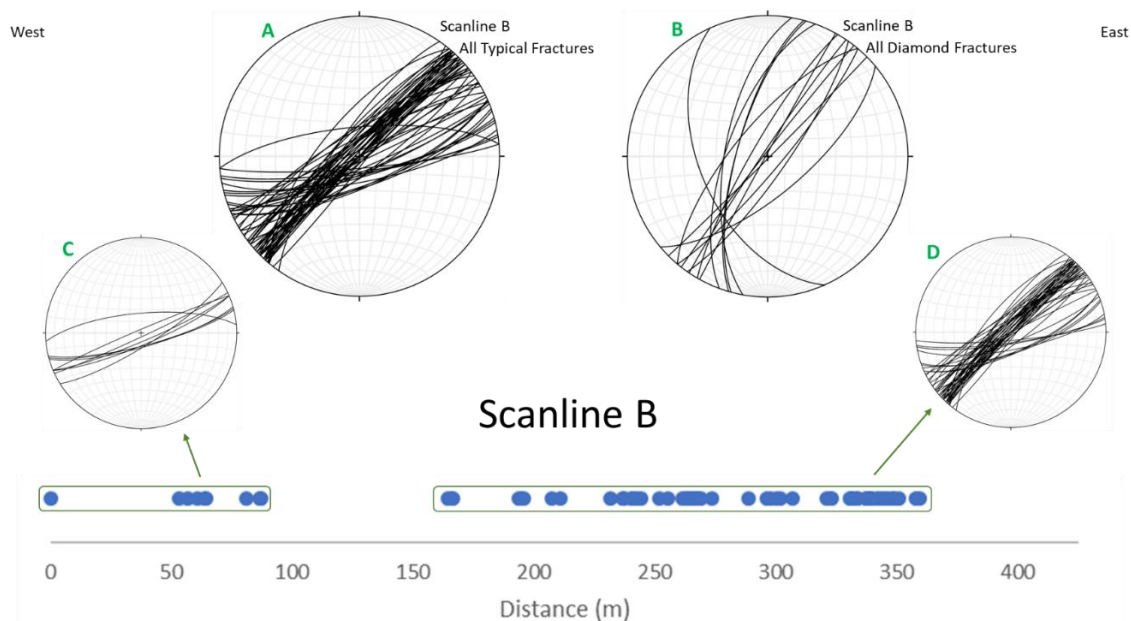 West
A
Scanline B
All Typical Fractures
B
Scanline B
All Diamond Fractures
East
C
D
Scanline B
0 50 100 150 200 250 300 350 400
Distance (m)